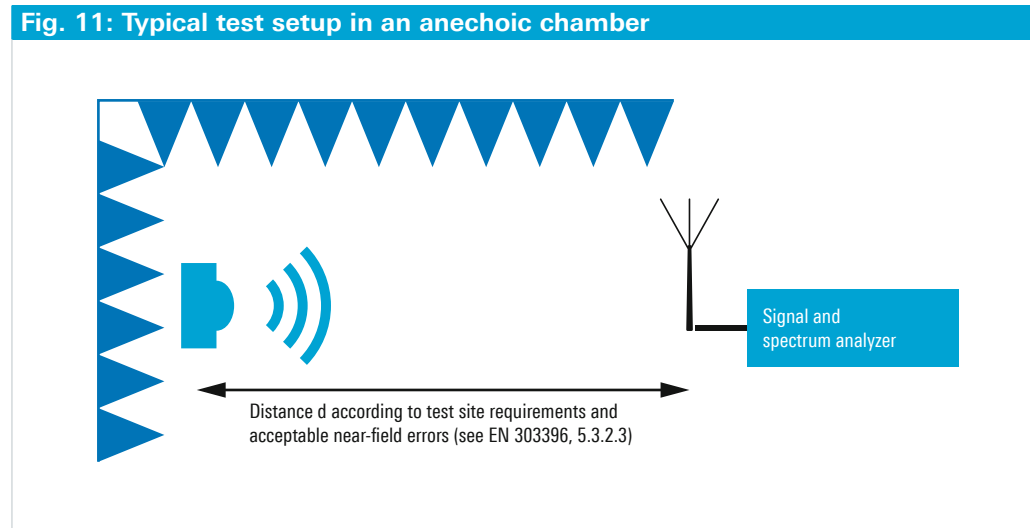 Fig. 11: Typical test setup in an anechoic chamber
Signal and
spectrum analyzer
Distance d according to test site requirements and
acceptable near-field errors (see EN 303396, 5.3.2.3)